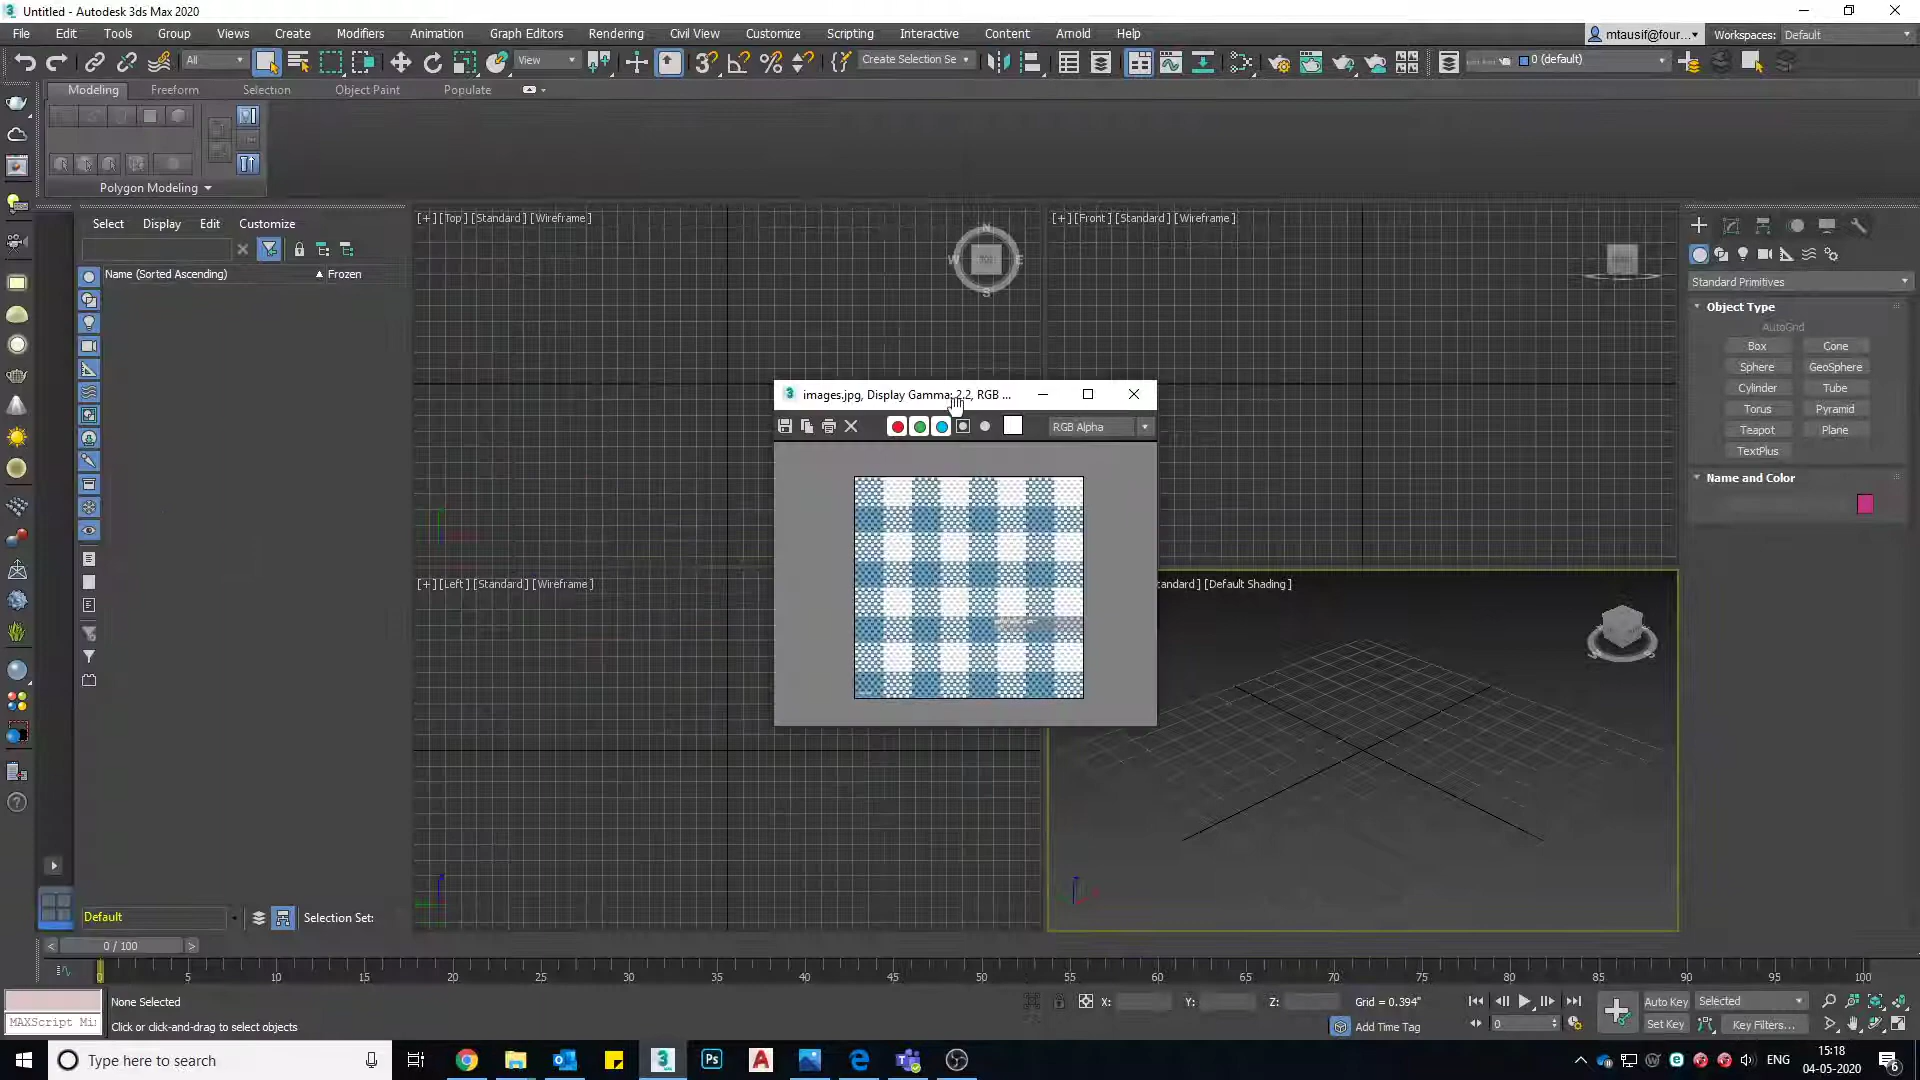 Untitled - Autodesk 3ds Max 2020
File Edit Tools Group Views Create Modifiers Animation Graph Editors Rendering Civil View Customize Scripting Interactive Content Arnold Help
mtausif@four... Workspaces: Default
All View Create Selection Se 0 (default)
Modeling Freeform Selection Object Paint Populate
Polygon Modeling
Select Display Edit Customize
Name (Sorted Ascending) Frozen
[+] [Top] [Standard] [Wireframe]
N
W E
S
[+] [Front] [Standard] [Wireframe]
Standard Primitives
Object Type
AutoGrid
Box Cone
Sphere GeoSphere
Cylinder Tube
Torus Pyramid
Teapot Plane
TextPlus
Name and Color
images.jpg, Display Gamma: 2.2, RGB ...
RGB Alpha
[+] [Left] [Standard] [Wireframe]
tandard] [Default Shading]
Default Selection Set:
0 / 100
0 5 10 15 20 25 30 35 40 45 50 55 60 65 70 75 80 85 90 95 100
None Selected
X: Y: Z: Grid = 0.394"
Auto Key Selected
MAXScript Mi
Click or click-and-drag to select objects
Add Time Tag
0
Set Key Key Filters...
Type here to search
Ps
ENG
15:18
04-05-2020
6